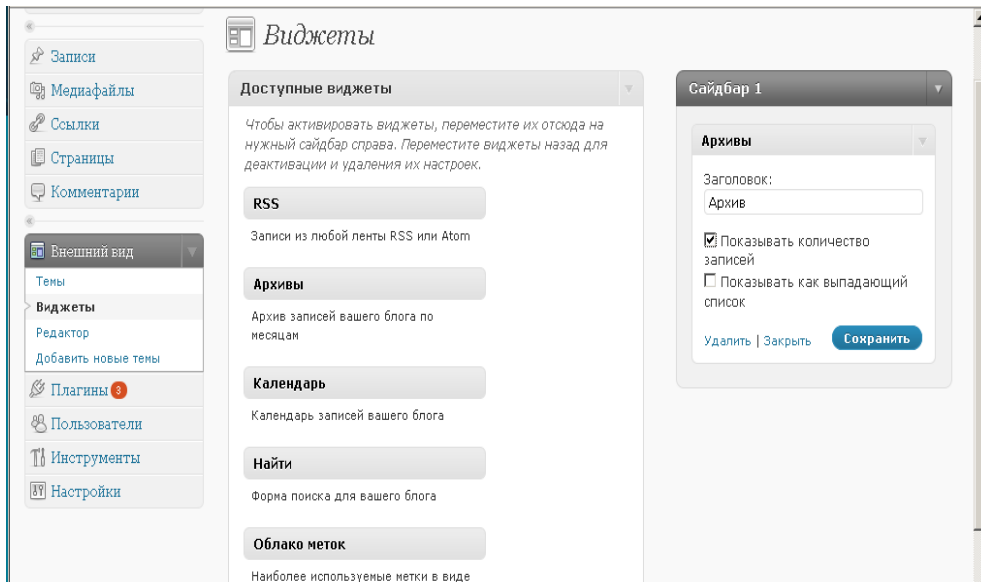 Виджеты
Записи
Медиафайлы
Ссылки
Страницы
Комментарии
Внешний вид
Темы
Виджеты
Редактор
Добавить новые темы
Плагины 3
Пользователи
Инструменты
Настройки
Доступные виджеты
Чтобы активировать виджеты, переместите их отсюда на
нужный сайдбар справа. Переместите виджеты назад для
деактивации и удаления их настроек.
RSS
Записи из любой ленты RSS или Atom
Архивы
Архив записей вашего блога по
месяцам
Календарь
Календарь записей вашего блога
Найти
Форма поиска для вашего блога
Облако меток
Наиболее используемые метки в виде
Сайдбар 1
Архивы
Заголовок:
Архив
Показывать количество
записей
Показывать как выпадающий
список
Удалить | Закрыть Сохранить